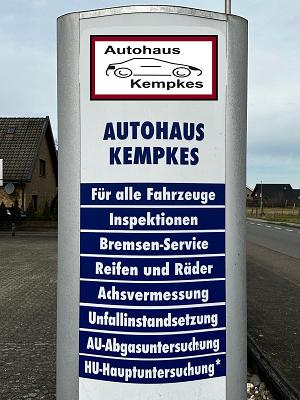 Autohaus
Kempkes
AUTOHAUS
KEMPKES
Für alle Fahrzeuge
Inspektionen
Bremsen-Service
Reifen und Räder
Achsvermessung
Unfallinstandsetzung
AU-Abgasuntersuchung
HU-Hauptuntersuchung*